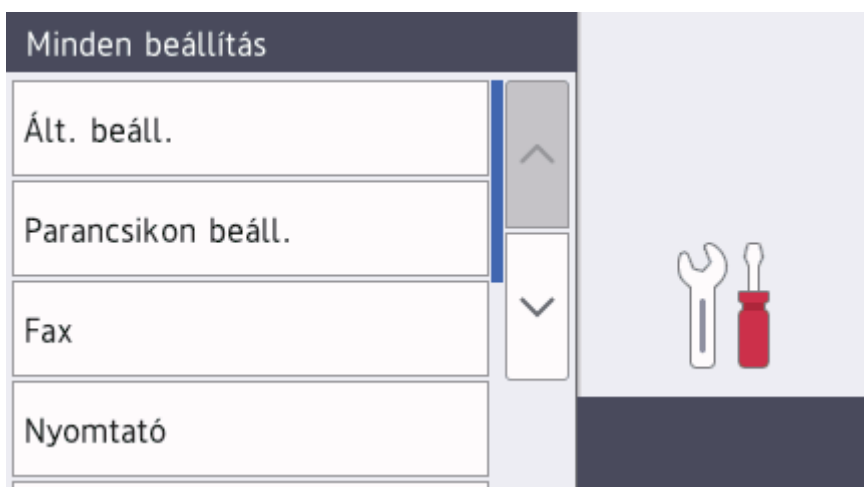 Minden beállítás
Ált. beáll.
Parancsikon beáll.
Fax
Nyomtató